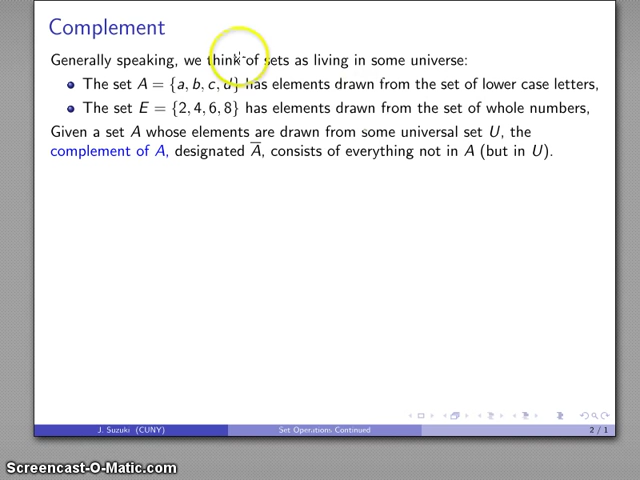 Complement
Generally speaking, we think of sets as living in some universe:
The set A = {a, b, c, d} has elements drawn from the set of lower case letters,
The set E = {2, 4, 6, 8} has elements drawn from the set of whole numbers,
Given a set A whose elements are drawn from some universal set U, the
complement of A, designated A̅, consists of everything not in A (but in U).
J. Suzuki (CUNY)
Set Operations Continued
2 / 1
Screencast-O-Matic.com